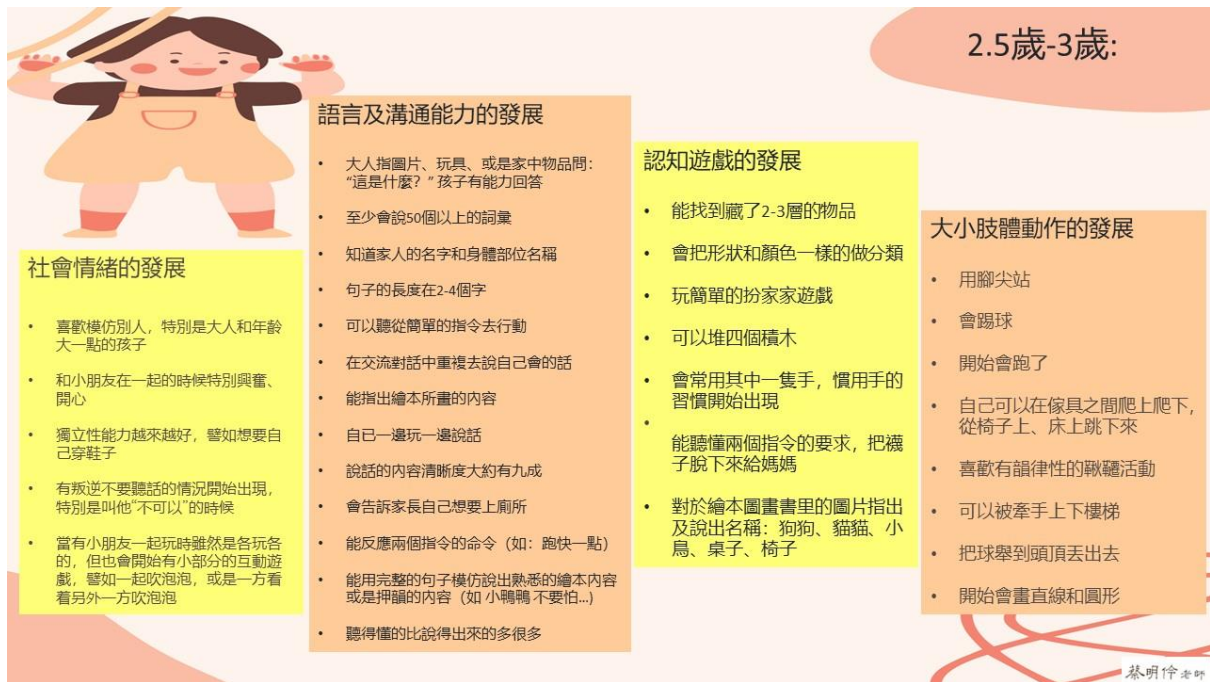 2.5歲-3歲:
社會情緒的發展
• 喜歡模仿別人，特別是大人和年齡
大一點的孩子
• 和小朋友在一起的時候特別興奮、
開心
• 獨立性能力越來越好，譬如想要自
己穿鞋子
• 有叛逆不要聽話的情況開始出現，
特別是叫他“不可以”的時候
• 當有小朋友一起玩時雖然是各玩各
的，但也會開始有小部分的互動遊
戲，譬如一起吹泡泡，或是一方看
着另外一方吹泡泡
語言及溝通能力的發展
• 大人指圖片、玩具、或是家中物品問：
“這是什麼？” 孩子有能力回答
• 至少會說50個以上的詞彙
• 知道家人的名字和身體部位名稱
• 句子的長度在2-4個字
• 可以聽從簡單的指令去行動
• 在交流對話中重複去說自己會的話
• 能指出繪本所畫的內容
• 自已一邊玩一邊說話
• 說話的內容清晰度大約有九成
• 會告訴家長自己想要上廁所
• 能反應兩個指令的命令（如：跑快一點）
• 能用完整的句子模仿說出熟悉的繪本內容
或是押韻的內容（如 小鴨鴨 不要怕...)
• 聽得懂的比說得出來的多很多
認知遊戲的發展
• 能找到藏了2-3層的物品
• 會把形狀和顏色一樣的做分類
• 玩簡單的扮家家遊戲
• 可以堆四個積木
• 會常用其中一隻手，慣用手的
習慣開始出現
•
能聽懂兩個指令的要求，把襪
子脫下來給媽媽
• 對於繪本圖畫書里的圖片指出
及說出名稱：狗狗、貓貓、小
鳥、桌子、椅子
大小肢體動作的發展
• 用腳尖站
• 會踢球
• 開始會跑了
• 自己可以在傢具之間爬上爬下，
從椅子上、床上跳下來
• 喜歡有韻律性的鞦韆活動
• 可以被牽手上下樓梯
• 把球舉到頭頂丟出去
• 開始會畫直線和圓形
蔡明伶老師